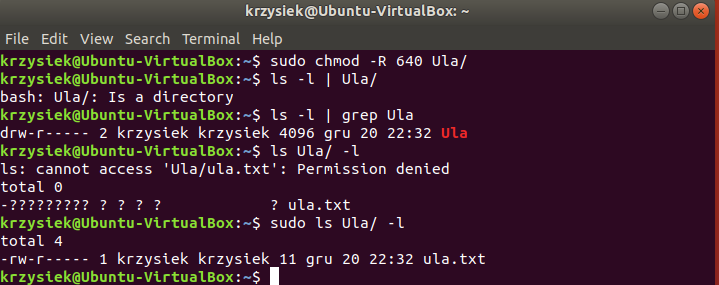 krzysiek@Ubuntu-VirtualBox: ~
File Edit View Search Terminal Help
krzysiek@Ubuntu-VirtualBox:~$ sudo chmod -R 640 Ula/
krzysiek@Ubuntu-VirtualBox:~$ ls -l | Ula/
bash: Ula/: Is a directory
krzysiek@Ubuntu-VirtualBox:~$ ls -l | grep Ula
drw-r----- 2 krzysiek krzysiek 4096 gru 20 22:32 Ula
krzysiek@Ubuntu-VirtualBox:~$ ls Ula/ -l
ls: cannot access 'Ula/ula.txt': Permission denied
total 0
-????????? ? ? ? ?            ? ula.txt
krzysiek@Ubuntu-VirtualBox:~$ sudo ls Ula/ -l
total 4
-rw-r----- 1 krzysiek krzysiek 11 gru 20 22:32 ula.txt
krzysiek@Ubuntu-VirtualBox:~$